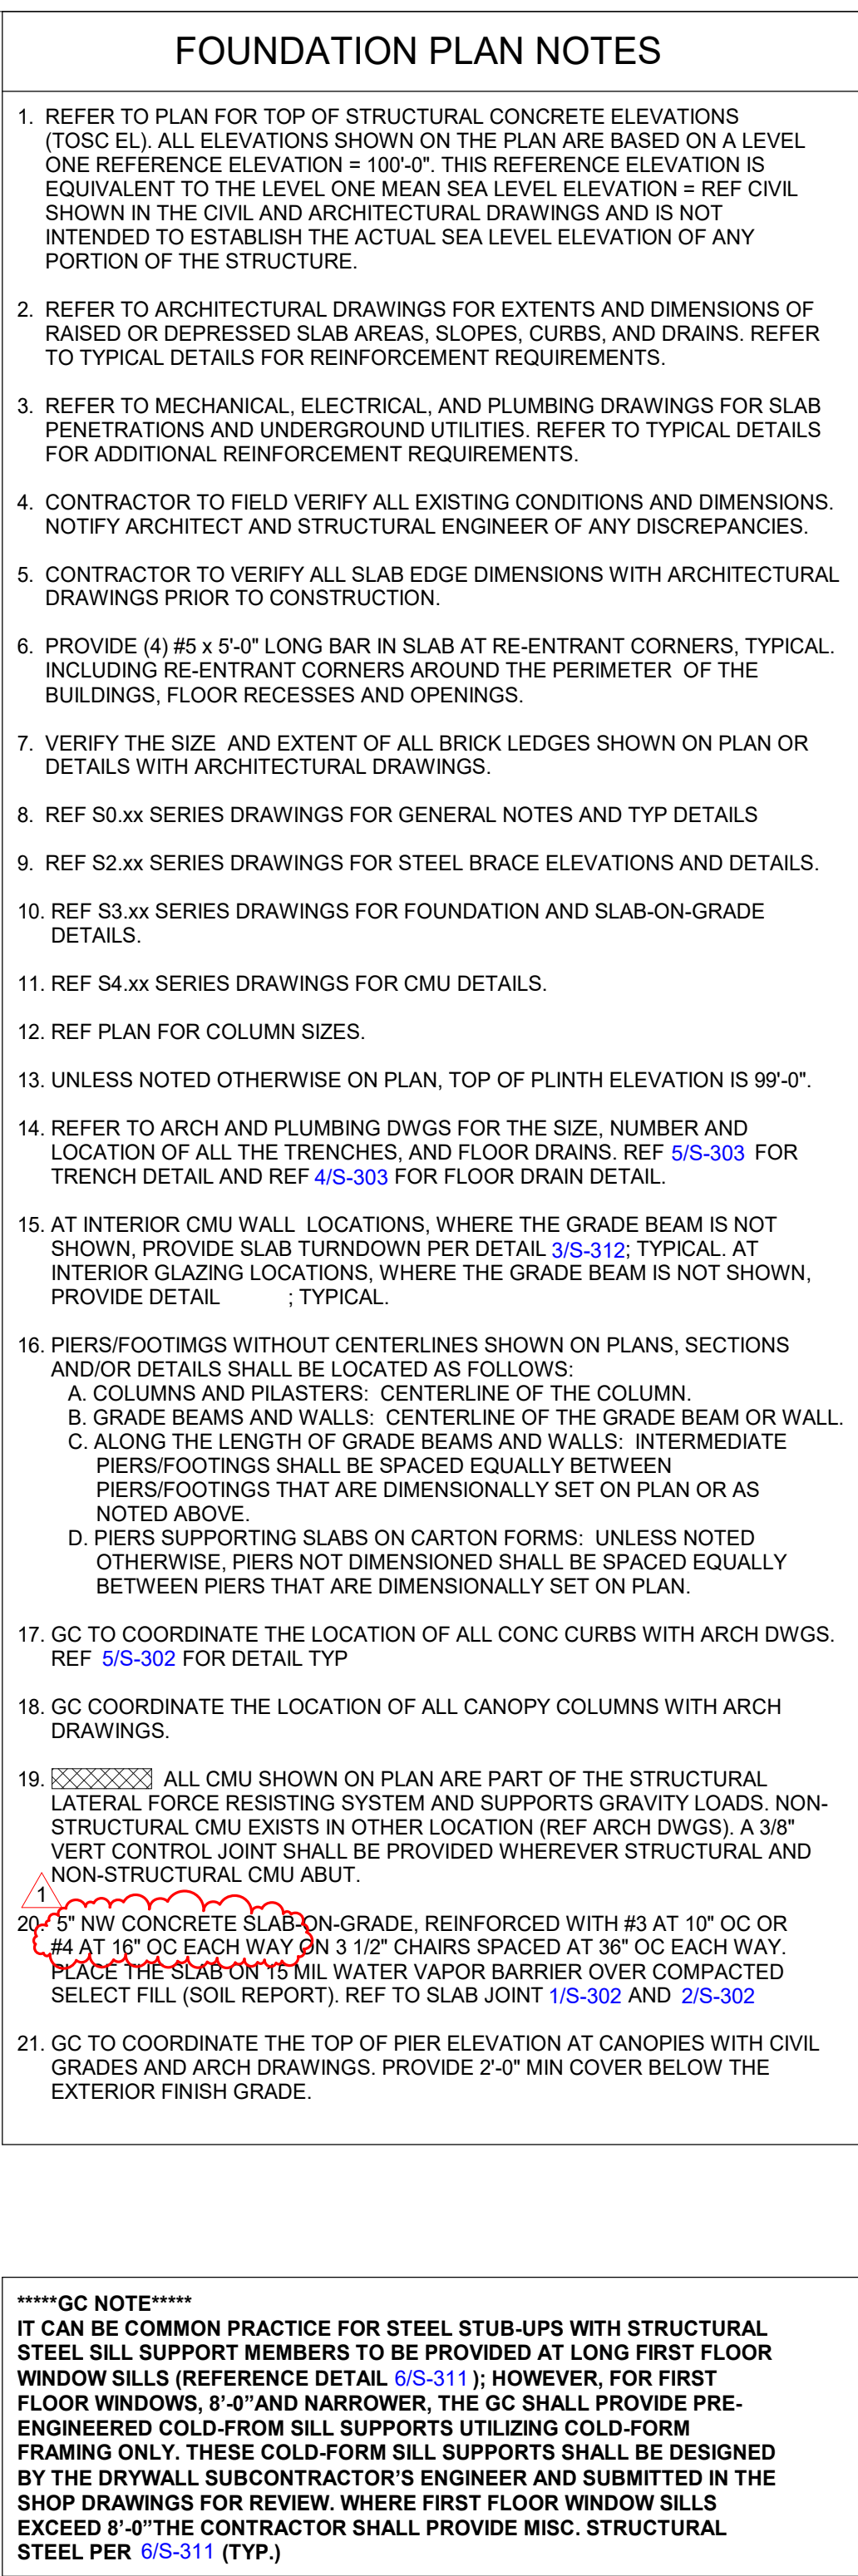 FOUNDATION PLAN NOTES
1. REFER TO PLAN FOR TOP OF STRUCTURAL CONCRETE ELEVATIONS
(TOSC EL). ALL ELEVATIONS SHOWN ON THE PLAN ARE BASED ON A LEVEL
ONE REFERENCE ELEVATION = 100'-0". THIS REFERENCE ELEVATION IS
EQUIVALENT TO THE LEVEL ONE MEAN SEA LEVEL ELEVATION = REF CIVIL
SHOWN IN THE CIVIL AND ARCHITECTURAL DRAWINGS AND IS NOT
INTENDED TO ESTABLISH THE ACTUAL SEA LEVEL ELEVATION OF ANY
PORTION OF THE STRUCTURE.
2. REFER TO ARCHITECTURAL DRAWINGS FOR EXTENTS AND DIMENSIONS OF
RAISED OR DEPRESSED SLAB AREAS, SLOPES, CURBS, AND DRAINS. REFER
TO TYPICAL DETAILS FOR REINFORCEMENT REQUIREMENTS.
3. REFER TO MECHANICAL, ELECTRICAL, AND PLUMBING DRAWINGS FOR SLAB
PENETRATIONS AND UNDERGROUND UTILITIES. REFER TO TYPICAL DETAILS
FOR ADDITIONAL REINFORCEMENT REQUIREMENTS.
4. CONTRACTOR TO FIELD VERIFY ALL EXISTING CONDITIONS AND DIMENSIONS.
NOTIFY ARCHITECT AND STRUCTURAL ENGINEER OF ANY DISCREPANCIES.
5. CONTRACTOR TO VERIFY ALL SLAB EDGE DIMENSIONS WITH ARCHITECTURAL
DRAWINGS PRIOR TO CONSTRUCTION.
6. PROVIDE (4) #5 x 5'-0" LONG BAR IN SLAB AT RE-ENTRANT CORNERS, TYPICAL.
INCLUDING RE-ENTRANT CORNERS AROUND THE PERIMETER OF THE
BUILDINGS, FLOOR RECESSES AND OPENINGS.
7. VERIFY THE SIZE AND EXTENT OF ALL BRICK LEDGES SHOWN ON PLAN OR
DETAILS WITH ARCHITECTURAL DRAWINGS.
8. REF S0.xx SERIES DRAWINGS FOR GENERAL NOTES AND TYP DETAILS
9. REF S2.xx SERIES DRAWINGS FOR STEEL BRACE ELEVATIONS AND DETAILS.
10. REF S3.xx SERIES DRAWINGS FOR FOUNDATION AND SLAB-ON-GRADE
DETAILS.
11. REF S4.xx SERIES DRAWINGS FOR CMU DETAILS.
12. REF PLAN FOR COLUMN SIZES.
13. UNLESS NOTED OTHERWISE ON PLAN, TOP OF PLINTH ELEVATION IS 99'-0".
14. REFER TO ARCH AND PLUMBING DWGS FOR THE SIZE, NUMBER AND
LOCATION OF ALL THE TRENCHES, AND FLOOR DRAINS. REF 5/S-303 FOR
TRENCH DETAIL AND REF 4/S-303 FOR FLOOR DRAIN DETAIL.
15. AT INTERIOR CMU WALL LOCATIONS, WHERE THE GRADE BEAM IS NOT
SHOWN, PROVIDE SLAB TURNDOWN PER DETAIL 3/S-312; TYPICAL. AT
INTERIOR GLAZING LOCATIONS, WHERE THE GRADE BEAM IS NOT SHOWN,
PROVIDE DETAIL ; TYPICAL.
16. PIERS/FOOTIMGS WITHOUT CENTERLINES SHOWN ON PLANS, SECTIONS
AND/OR DETAILS SHALL BE LOCATED AS FOLLOWS:
A. COLUMNS AND PILASTERS: CENTERLINE OF THE COLUMN.
B. GRADE BEAMS AND WALLS: CENTERLINE OF THE GRADE BEAM OR WALL.
C. ALONG THE LENGTH OF GRADE BEAMS AND WALLS: INTERMEDIATE
PIERS/FOOTINGS SHALL BE SPACED EQUALLY BETWEEN
PIERS/FOOTINGS THAT ARE DIMENSIONALLY SET ON PLAN OR AS
NOTED ABOVE.
D. PIERS SUPPORTING SLABS ON CARTON FORMS: UNLESS NOTED
OTHERWISE, PIERS NOT DIMENSIONED SHALL BE SPACED EQUALLY
BETWEEN PIERS THAT ARE DIMENSIONALLY SET ON PLAN.
17. GC TO COORDINATE THE LOCATION OF ALL CONC CURBS WITH ARCH DWGS.
REF 5/S-302 FOR DETAIL TYP
18. GC COORDINATE THE LOCATION OF ALL CANOPY COLUMNS WITH ARCH
DRAWINGS.
19. ALL CMU SHOWN ON PLAN ARE PART OF THE STRUCTURAL
LATERAL FORCE RESISTING SYSTEM AND SUPPORTS GRAVITY LOADS. NON-
STRUCTURAL CMU EXISTS IN OTHER LOCATION (REF ARCH DWGS). A 3/8"
VERT CONTROL JOINT SHALL BE PROVIDED WHEREVER STRUCTURAL AND
NON-STRUCTURAL CMU ABUT.
1
20. 5" NW CONCRETE SLAB-ON-GRADE, REINFORCED WITH #3 AT 10" OC OR
#4 AT 16" OC EACH WAY ON 3 1/2" CHAIRS SPACED AT 36" OC EACH WAY.
PLACE THE SLAB ON 15 MIL WATER VAPOR BARRIER OVER COMPACTED
SELECT FILL (SOIL REPORT). REF TO SLAB JOINT 1/S-302 AND 2/S-302
21. GC TO COORDINATE THE TOP OF PIER ELEVATION AT CANOPIES WITH CIVIL
GRADES AND ARCH DRAWINGS. PROVIDE 2'-0" MIN COVER BELOW THE
EXTERIOR FINISH GRADE.
*****GC NOTE*****
IT CAN BE COMMON PRACTICE FOR STEEL STUB-UPS WITH STRUCTURAL
STEEL SILL SUPPORT MEMBERS TO BE PROVIDED AT LONG FIRST FLOOR
WINDOW SILLS (REFERENCE DETAIL 6/S-311 ); HOWEVER, FOR FIRST
FLOOR WINDOWS, 8’-0”AND NARROWER, THE GC SHALL PROVIDE PRE-
ENGINEERED COLD-FROM SILL SUPPORTS UTILIZING COLD-FORM
FRAMING ONLY. THESE COLD-FORM SILL SUPPORTS SHALL BE DESIGNED
BY THE DRYWALL SUBCONTRACTOR’S ENGINEER AND SUBMITTED IN THE
SHOP DRAWINGS FOR REVIEW. WHERE FIRST FLOOR WINDOW SILLS
EXCEED 8’-0”THE CONTRACTOR SHALL PROVIDE MISC. STRUCTURAL
STEEL PER 6/S-311 (TYP.)